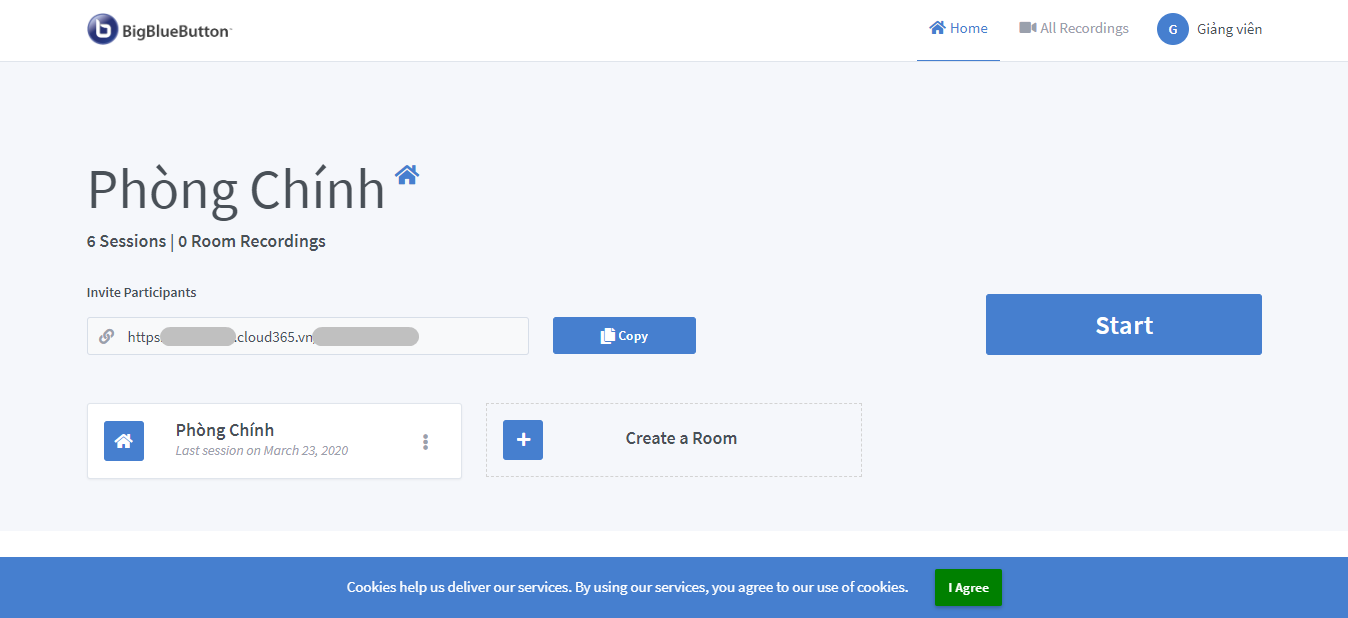 BigBlueButton
Home
All Recordings
G
Giảng viên
Phòng Chính
6 Sessions | 0 Room Recordings
Invite Participants
https
.cloud365.vn
Copy
Start
Phòng Chính
Last session on March 23, 2020
Create a Room
Cookies help us deliver our services. By using our services, you agree to our use of cookies.
I Agree